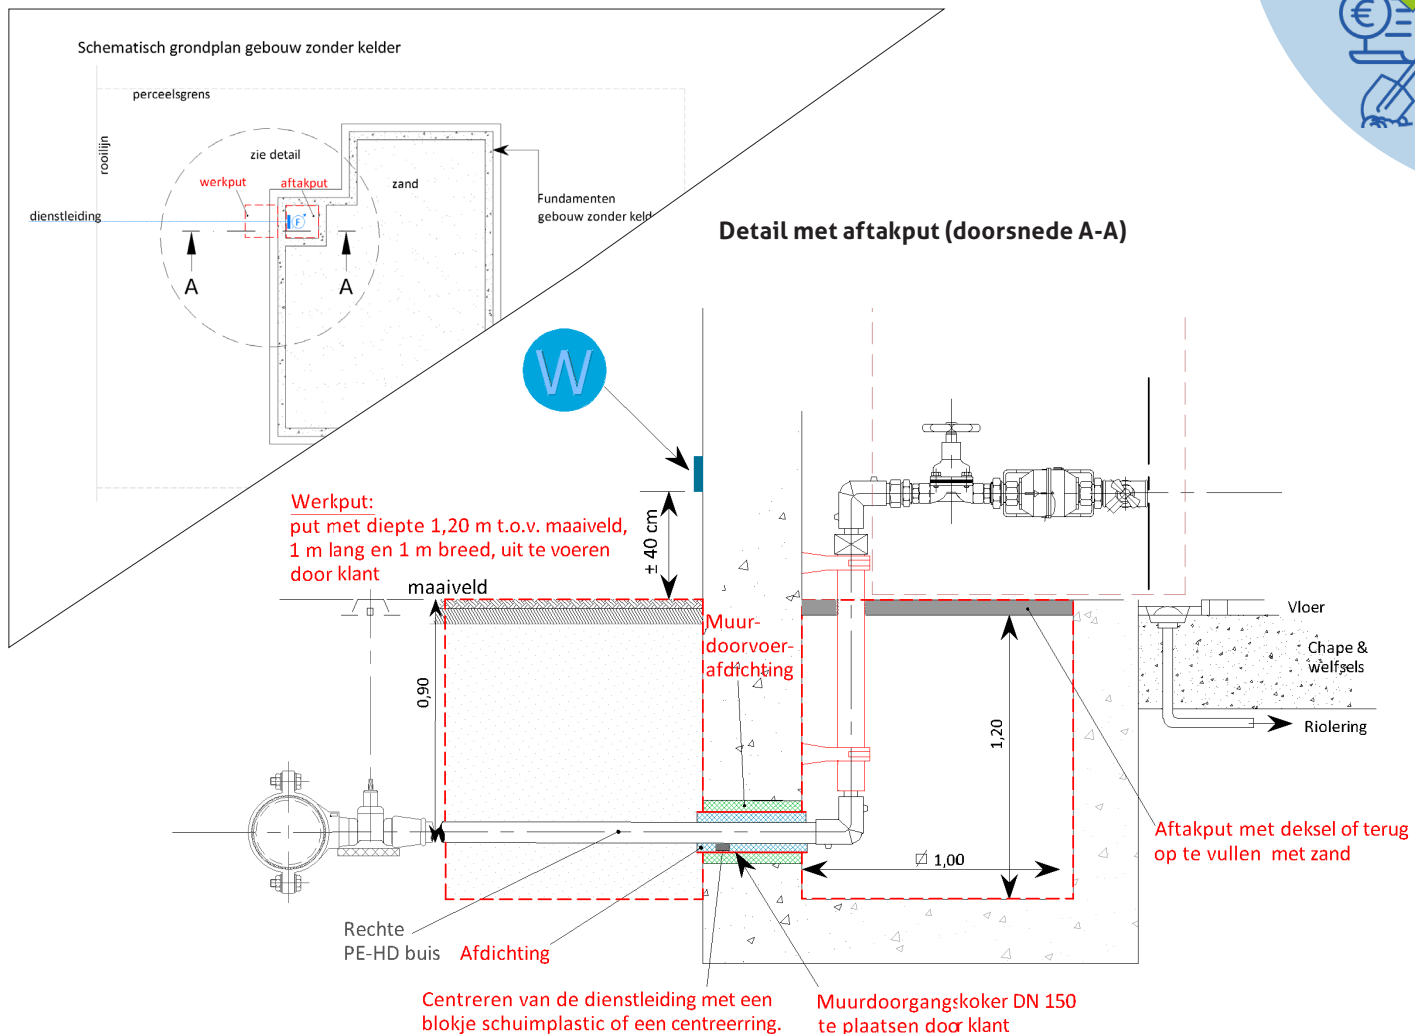 Schematisch grondplan gebouw zonder kelder
perceelsgrens
rooilijn
zie detail
werkput
aftakput
zand
dienstleiding
F
Fundamenten
gebouw zonder keld
A
A
Detail met aftakput (doorsnede A-A)
W
Werkput:
put met diepte 1,20 m t.o.v. maaiveld,
1 m lang en 1 m breed, uit te voeren
door klant
± 40 cm
maaiveld
Muur-
doorvoer-
afdichting
0,90
1,20
Vloer
Chape &
welfsels
Riolering
1,00
Aftakput met deksel of terug
op te vullen met zand
Rechte
PE-HD buis
Afdichting
Centreren van de dienstleiding met een
blokje schuimplastic of een centreerring.
Muurdoorgangskoker DN 150
te plaatsen door klant